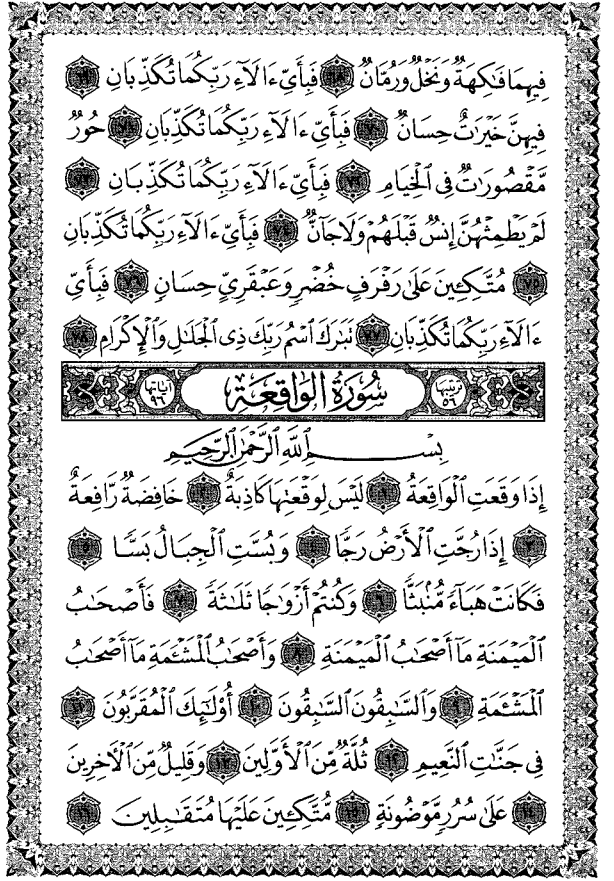 فِيهِمَا فَٰكِهَةٌ وَنَخْلٌ وَرُمَّانٌ ﴿٦٨﴾ فَبِأَيِّ ءَالَآءِ رَبِّكُمَا تُكَذِّبَانِ ﴿٦٩﴾
فِيهِنَّ خَيْرَٰتٌ حِسَانٌ ﴿٧٠﴾ فَبِأَيِّ ءَالَآءِ رَبِّكُمَا تُكَذِّبَانِ ﴿٧١﴾ حُورٌ
مَّقْصُورَٰتٌ فِى ٱلْخِيَامِ ﴿٧٢﴾ فَبِأَيِّ ءَالَآءِ رَبِّكُمَا تُكَذِّبَانِ ﴿٧٣﴾
لَمْ يَطْمِثْهُنَّ إِنسٌ قَبْلَهُمْ وَلَا جَآنٌّ ﴿٧٤﴾ فَبِأَيِّ ءَالَآءِ رَبِّكُمَا تُكَذِّبَانِ
﴿٧٥﴾ مُتَّكِـِٔينَ عَلَىٰ رَفْرَفٍ خُضْرٍ وَعَبْقَرِيٍّ حِسَانٍ ﴿٧٦﴾ فَبِأَيِّ
ءَالَآءِ رَبِّكُمَا تُكَذِّبَانِ ﴿٧٧﴾ تَبَٰرَكَ ٱسْمُ رَبِّكَ ذِى ٱلْجَلَٰلِ وَٱلْإِكْرَامِ ﴿٧٨﴾
ترتيبها ٥٦ سُورَةُ الوَاقِعَة آياتها ٩٦
بِسْمِ ٱللَّهِ ٱلرَّحْمَٰنِ ٱلرَّحِيمِ
إِذَا وَقَعَتِ ٱلْوَاقِعَةُ ﴿١﴾ لَيْسَ لِوَقْعَتِهَا كَاذِبَةٌ ﴿٢﴾ خَافِضَةٌ رَّافِعَةٌ
﴿٣﴾ إِذَا رُجَّتِ ٱلْأَرْضُ رَجًّا ﴿٤﴾ وَبُسَّتِ ٱلْجِبَالُ بَسًّا ﴿٥﴾
فَكَانَتْ هَبَآءً مُّنۢبَثًّا ﴿٦﴾ وَكُنتُمْ أَزْوَٰجًا ثَلَٰثَةً ﴿٧﴾ فَأَصْحَٰبُ
ٱلْمَيْمَنَةِ مَآ أَصْحَٰبُ ٱلْمَيْمَنَةِ ﴿٨﴾ وَأَصْحَٰبُ ٱلْمَشْـَٔمَةِ مَآ أَصْحَٰبُ
ٱلْمَشْـَٔمَةِ ﴿٩﴾ وَٱلسَّٰبِقُونَ ٱلسَّٰبِقُونَ ﴿١٠﴾ أُو۟لَٰٓئِكَ ٱلْمُقَرَّبُونَ ﴿١١﴾
فِى جَنَّٰتِ ٱلنَّعِيمِ ﴿١٢﴾ ثُلَّةٌ مِّنَ ٱلْأَوَّلِينَ ﴿١٣﴾ وَقَلِيلٌ مِّنَ ٱلْءَاخِرِينَ
﴿١٤﴾ عَلَىٰ سُرُرٍ مَّوْضُونَةٍ ﴿١٥﴾ مُّتَّكِـِٔينَ عَلَيْهَا مُتَقَٰبِلِينَ ﴿١٦﴾